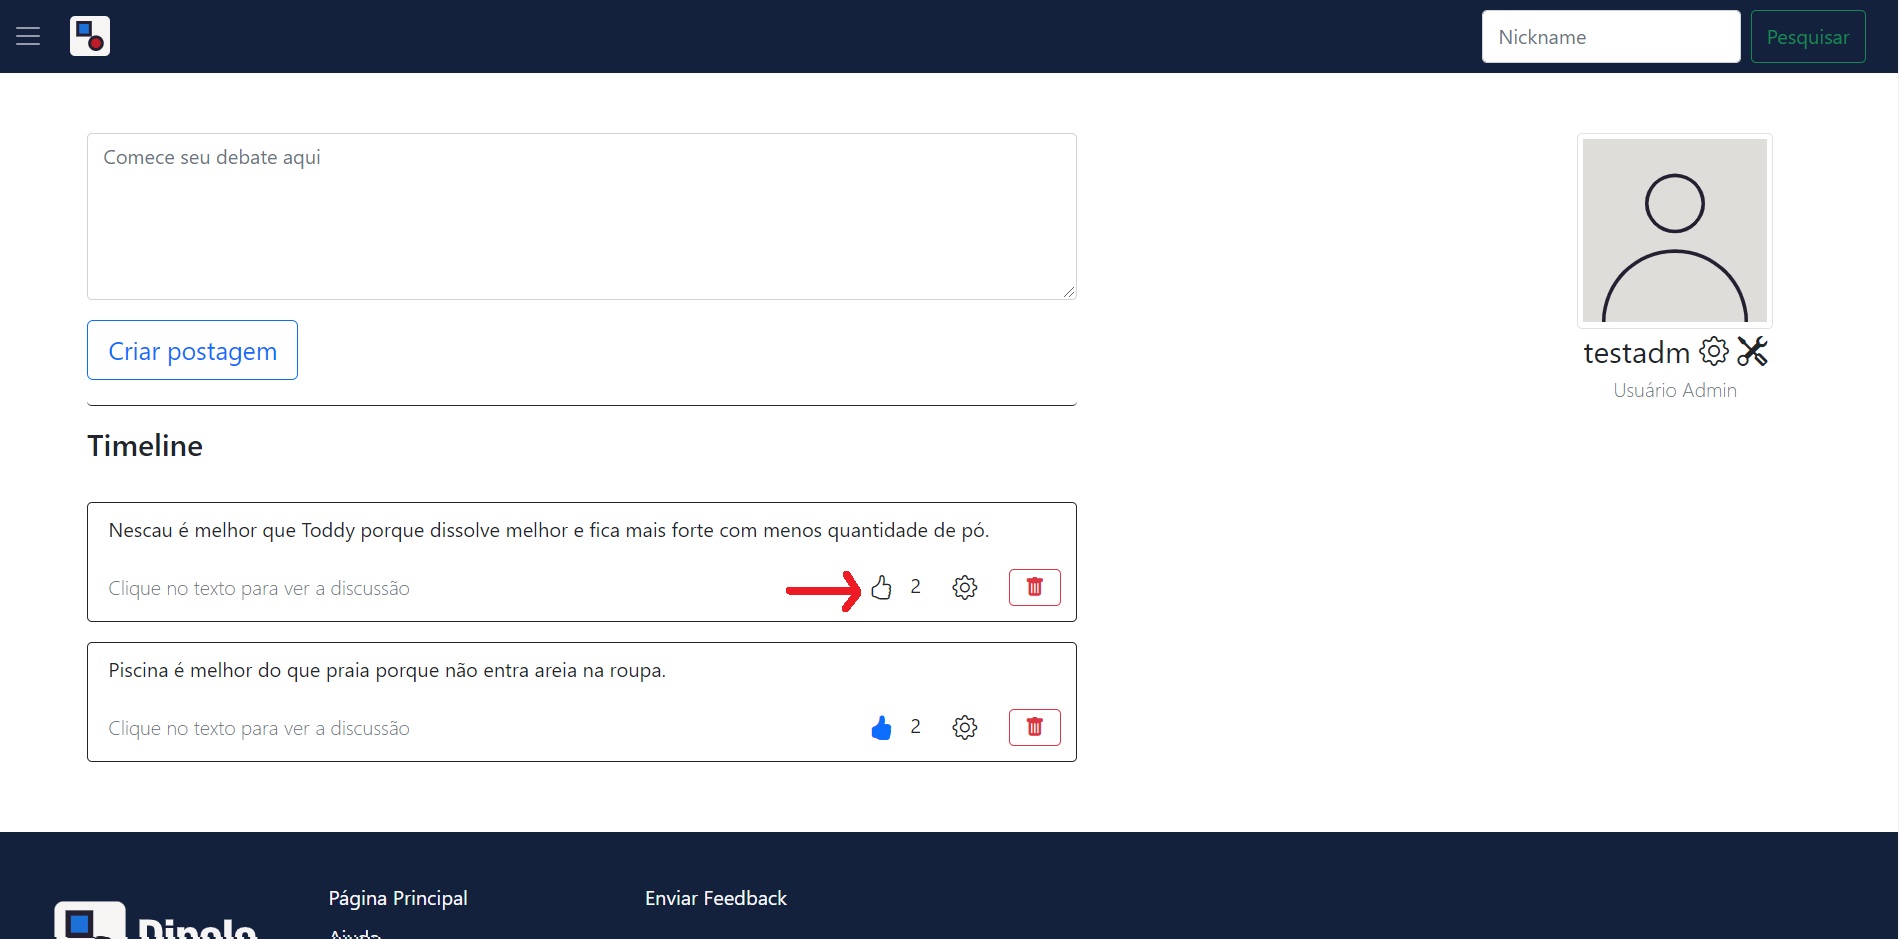 Nickname
Pesquisar
Comece seu debate aqui
Criar postagem
testadm
Usuário Admin
Timeline
Nescau é melhor que Toddy porque dissolve melhor e fica mais forte com menos quantidade de pó.
Clique no texto para ver a discussão
2
Piscina é melhor do que praia porque não entra areia na roupa.
Clique no texto para ver a discussão
2
Página Principal
Enviar Feedback